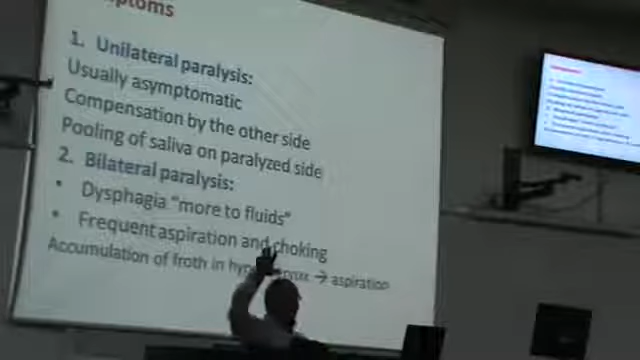 1. Unilateral paralysis:
Usually asymptomatic
Compensation by the other side
Pooling of saliva on paralyzed side
2. Bilateral paralysis:
• Dysphagia "more to fluids"
• Frequent aspiration and choking
Accumulation of froth in → aspiration